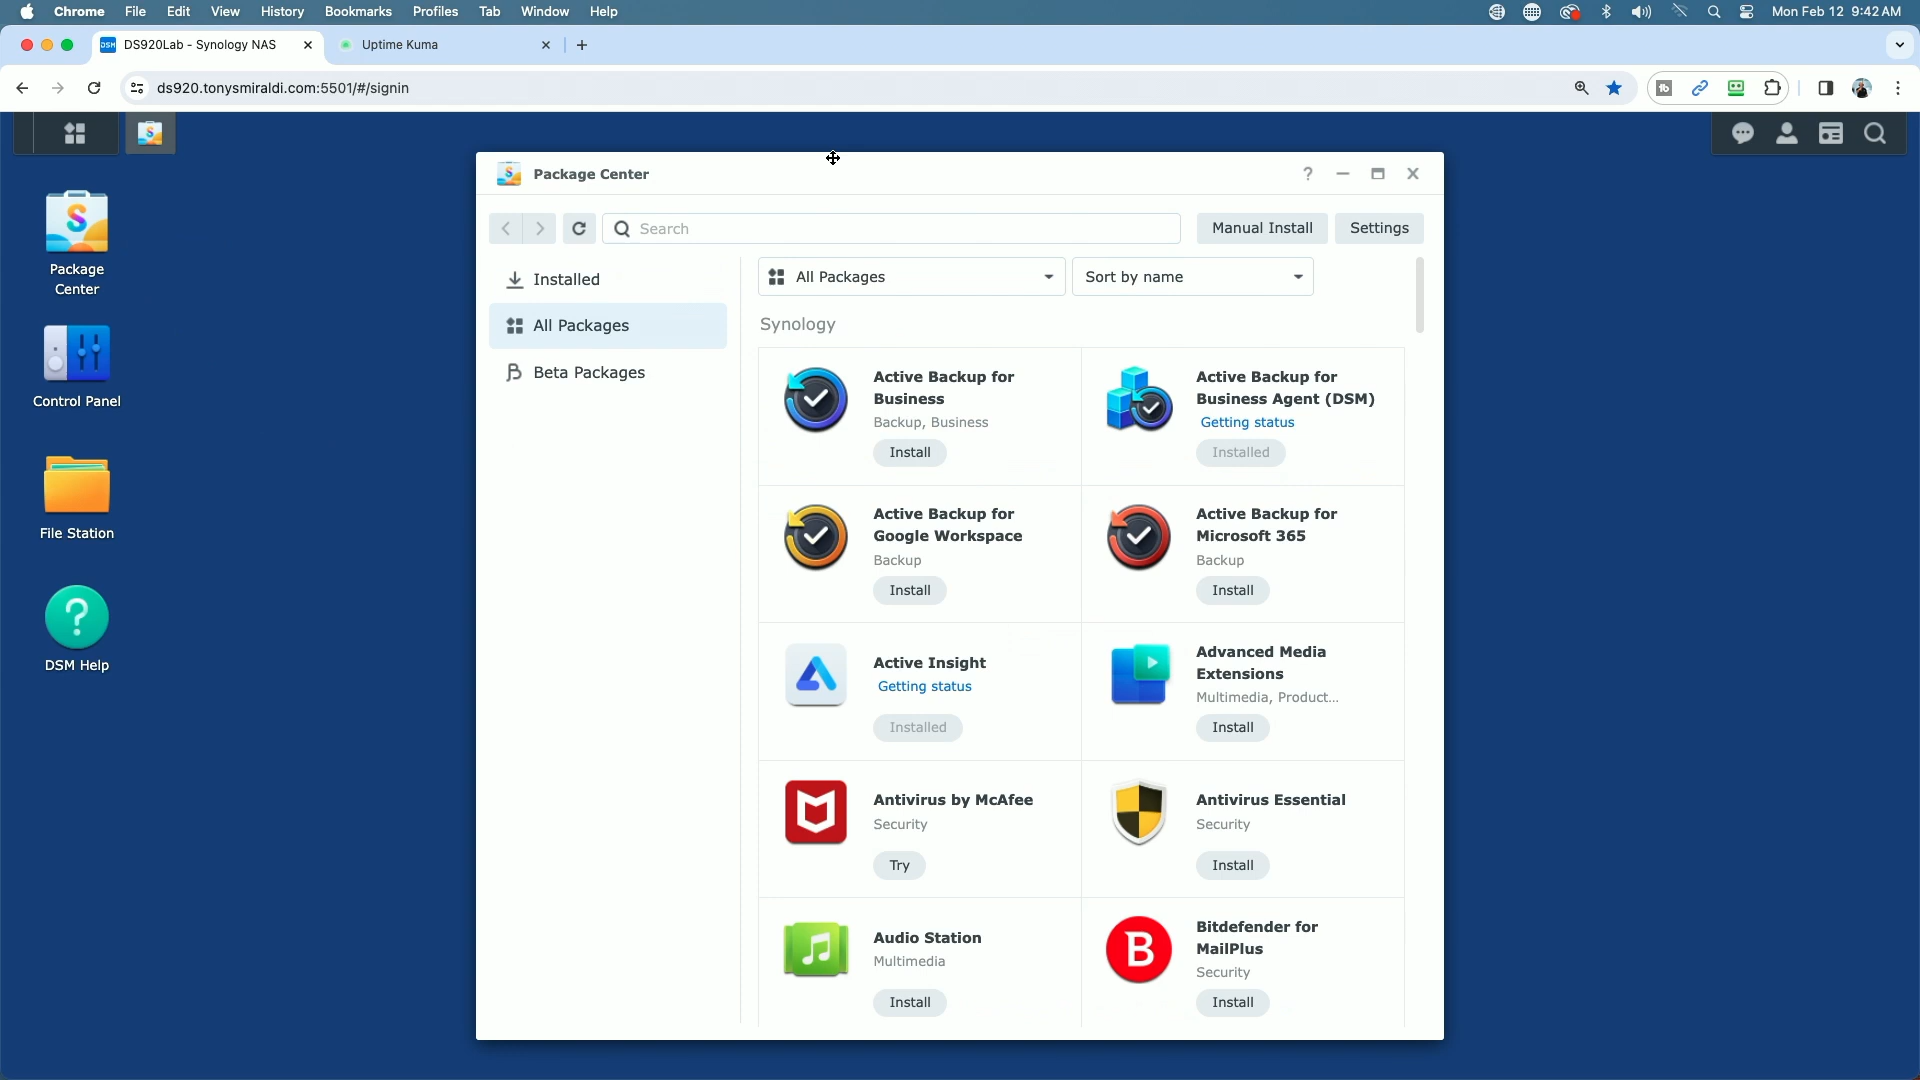 Chrome File Edit View History Bookmarks Profiles Tab Window Help Mon Feb 12 9:42 AM
DSM DS920Lab - Synology NAS Uptime Kuma
ds920.tonysmiraldi.com:5501/#/signin
Package
Center
Control Panel
File Station
DSM Help
Package Center
Search
Manual Install
Settings
Installed
All Packages
Beta Packages
All Packages
Sort by name
Synology
Active Backup for
Business
Backup, Business
Install
Active Backup for
Business Agent (DSM)
Getting status
Installed
Active Backup for
Google Workspace
Backup
Install
Active Backup for
Microsoft 365
Backup
Install
Active Insight
Getting status
Installed
Advanced Media
Extensions
Multimedia, Product...
Install
Antivirus by McAfee
Security
Try
Antivirus Essential
Security
Install
Audio Station
Multimedia
Install
B
Bitdefender for
MailPlus
Security
Install